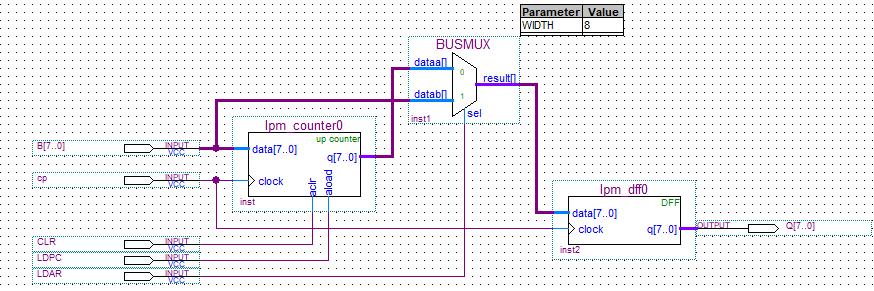 Parameter Value
WIDTH 8
BUSMUX
dataa[]
0
result[]
datab[]
1
sel
inst1
lpm_counter0
up counter
B[7..0] INPUT VCC
data[7..0]
q[7..0]
cp INPUT VCC
clock
aclr
aload
inst
lpm_dff0
DFF
data[7..0]
clock
q[7..0]
OUTPUT Q[7..0]
inst2
CLR INPUT VCC
LDPC INPUT VCC
LDAR INPUT VCC